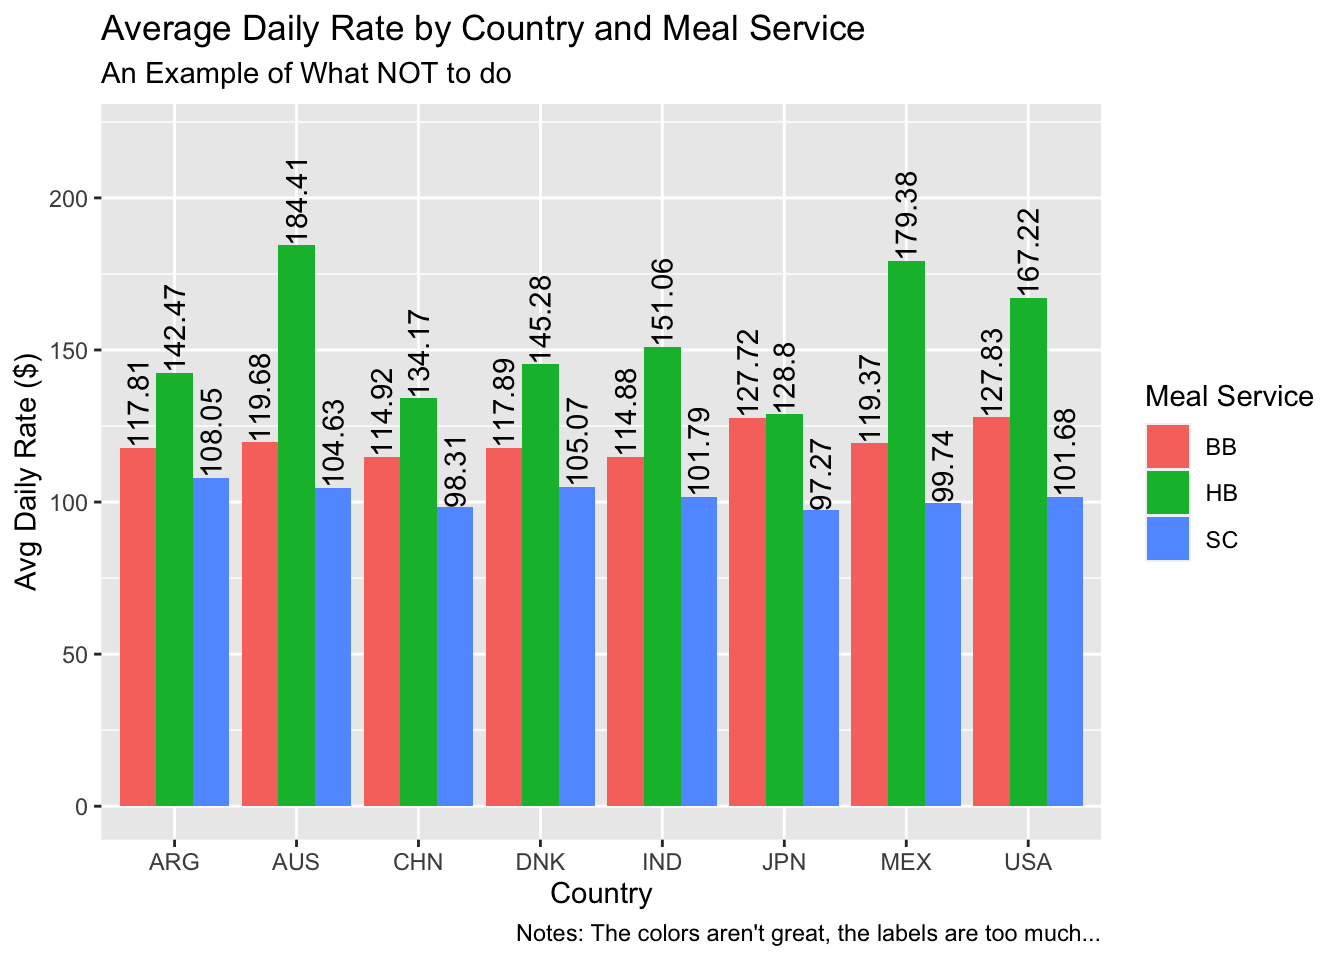 Average Daily Rate by Country and Meal Service
An Example of What NOT to do
Avg Daily Rate ($)
200
150
100
50
0
117.81
142.47
108.05
119.68
184.41
104.63
114.92
134.17
98.31
117.89
145.28
105.07
114.88
151.06
101.79
127.72
128.8
97.27
119.37
179.38
99.74
127.83
167.22
101.68
ARG AUS CHN DNK IND JPN MEX USA
Country
Meal Service
BB
HB
SC
Notes: The colors aren't great, the labels are too much...